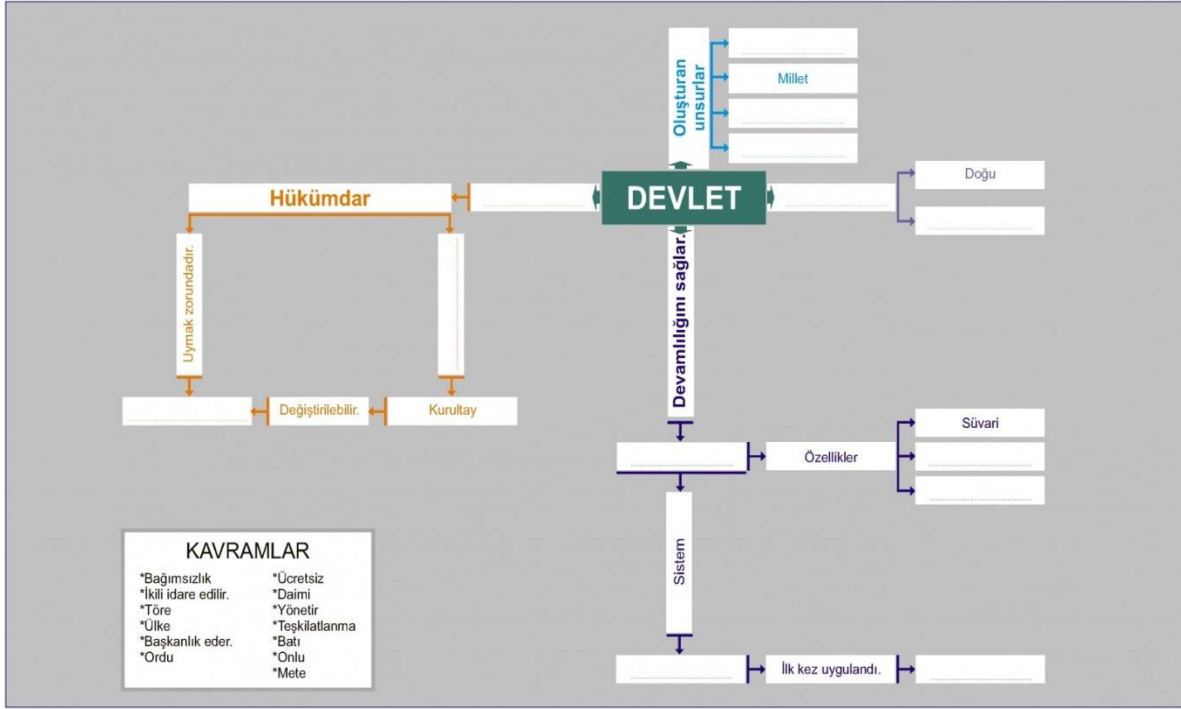 Oluşturan
unsurlar
Millet
DEVLET
Hükümdar
Doğu
Uymak zorundadır.
Değiştirilebilir.
Kurultay
Devamlılığını sağlar.
Özellikler
Süvari
Sistem
İlk kez uygulandı.
KAVRAMLAR
*Bağımsızlık
*İkili idare edilir.
*Töre
*Ülke
*Başkanlık eder.
*Ordu
*Ücretsiz
*Daimi
*Yönetir
*Teşkilatlanma
*Batı
*Onlu
*Mete